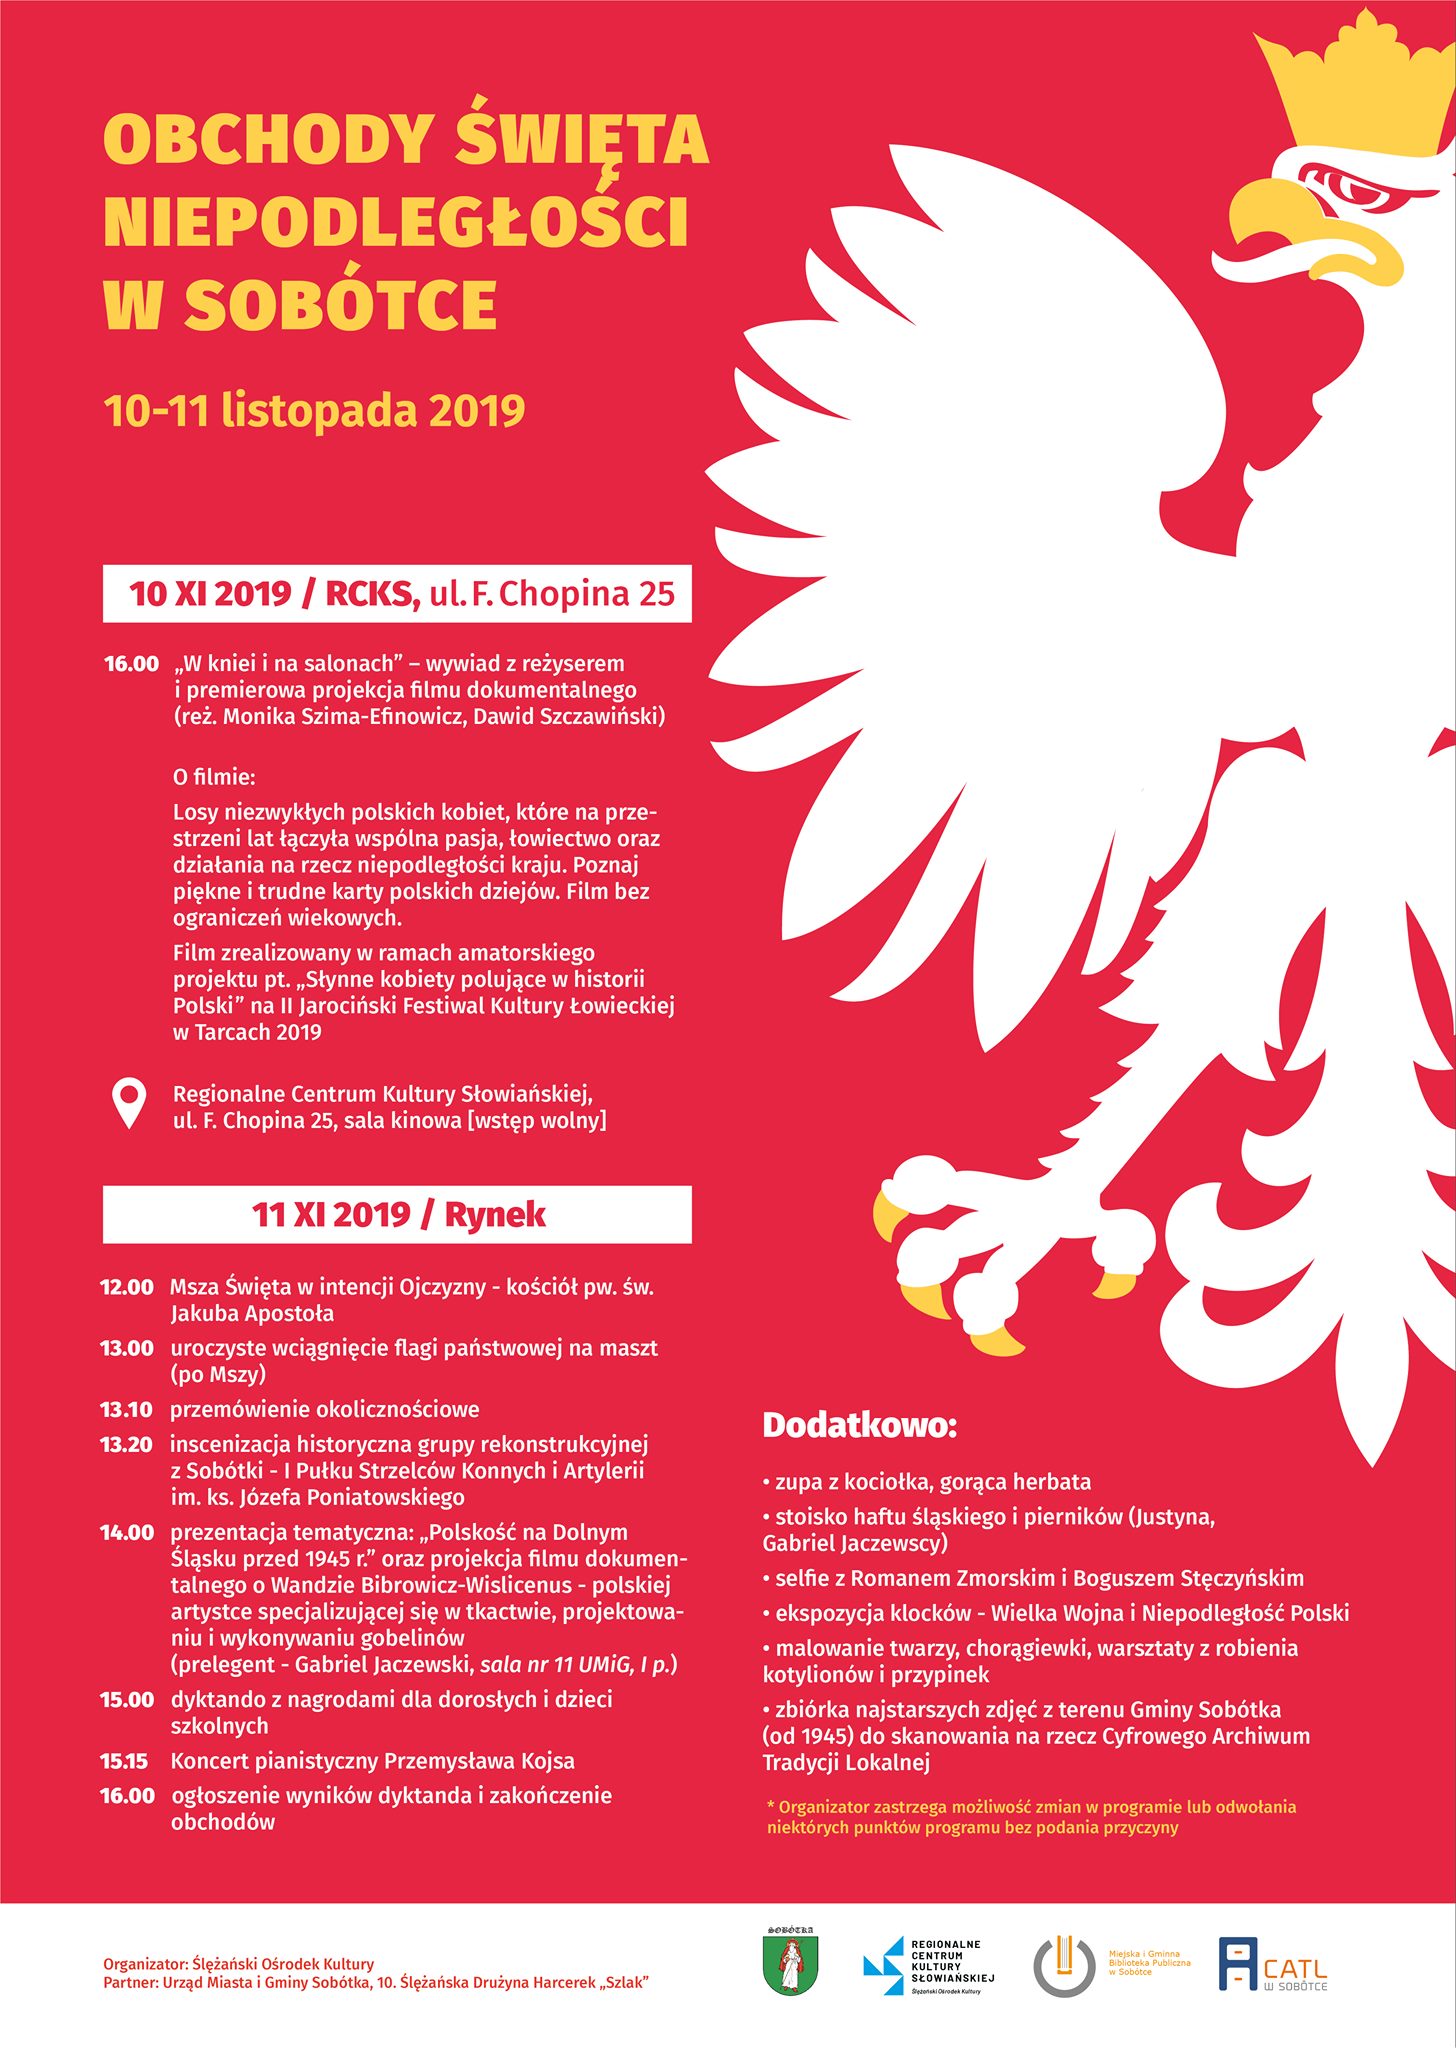 OBCHODY ŚWIĘTA
NIEPODLEGŁOŚCI
W SOBÓTCE
10-11 listopada 2019
10 XI 2019 / RCKS, ul. F. Chopina 25
16.00 „W kniei i na salonach” – wywiad z reżyserem
i premierowa projekcja filmu dokumentalnego
(reż. Monika Szima-Efinowicz, Dawid Szczawiński)
O filmie:
Losy niezwykłych polskich kobiet, które na prze-
strzeni lat łączyła wspólna pasja, łowiectwo oraz
działania na rzecz niepodległości kraju. Poznaj
piękne i trudne karty polskich dziejów. Film bez
ograniczeń wiekowych.
Film zrealizowany w ramach amatorskiego
projektu pt. „Słynne kobiety polujące w historii
Polski” na II Jarociński Festiwal Kultury Łowieckiej
w Tarcach 2019
Regionalne Centrum Kultury Słowiańskiej,
ul. F. Chopina 25, sala kinowa [wstęp wolny]
11 XI 2019 / Rynek
12.00 Msza Święta w intencji Ojczyzny - kościół pw. św.
Jakuba Apostoła
13.00 uroczyste wciągnięcie flagi państwowej na maszt
(po Mszy)
13.10 przemówienie okolicznościowe
13.20 inscenizacja historyczna grupy rekonstrukcyjnej
z Sobótki - I Pułku Strzelców Konnych i Artylerii
im. ks. Józefa Poniatowskiego
14.00 prezentacja tematyczna: „Polskość na Dolnym
Śląsku przed 1945 r.” oraz projekcja filmu dokumen-
talnego o Wandzie Bibrowicz-Wislicenus - polskiej
artystce specjalizującej się w tkactwie, projektowa-
niu i wykonywaniu gobelinów
(prelegent - Gabriel Jaczewski, sala nr 11 UMiG, I p.)
15.00 dyktando z nagrodami dla dorosłych i dzieci
szkolnych
15.15 Koncert pianistyczny Przemysława Kojsa
16.00 ogłoszenie wyników dyktanda i zakończenie
obchodów
Dodatkowo:
• zupa z kociołka, gorąca herbata
• stoisko haftu śląskiego i pierników (Justyna,
Gabriel Jaczewscy)
• selfie z Romanem Zmorskim i Boguszem Stęczyńskim
• ekspozycja klocków - Wielka Wojna i Niepodległość Polski
• malowanie twarzy, chorągiewki, warsztaty z robienia
kotylionów i przypinek
• zbiórka najstarszych zdjęć z terenu Gminy Sobótka
(od 1945) do skanowania na rzecz Cyfrowego Archiwum
Tradycji Lokalnej
* Organizator zastrzega możliwość zmian w programie lub odwołania
niektórych punktów programu bez podania przyczyny
Organizator: Ślężański Ośrodek Kultury
Partner: Urząd Miasta i Gminy Sobótka, 10. Ślężańska Drużyna Harcerek „Szlak”
SOBÓTKA
REGIONALNE
CENTRUM
KULTURY
SŁOWIAŃSKIEJ
Ślężański Ośrodek Kultury
Miejska i Gminna
Biblioteka Publiczna
w Sobótce
CATL
W SOBÓTCE